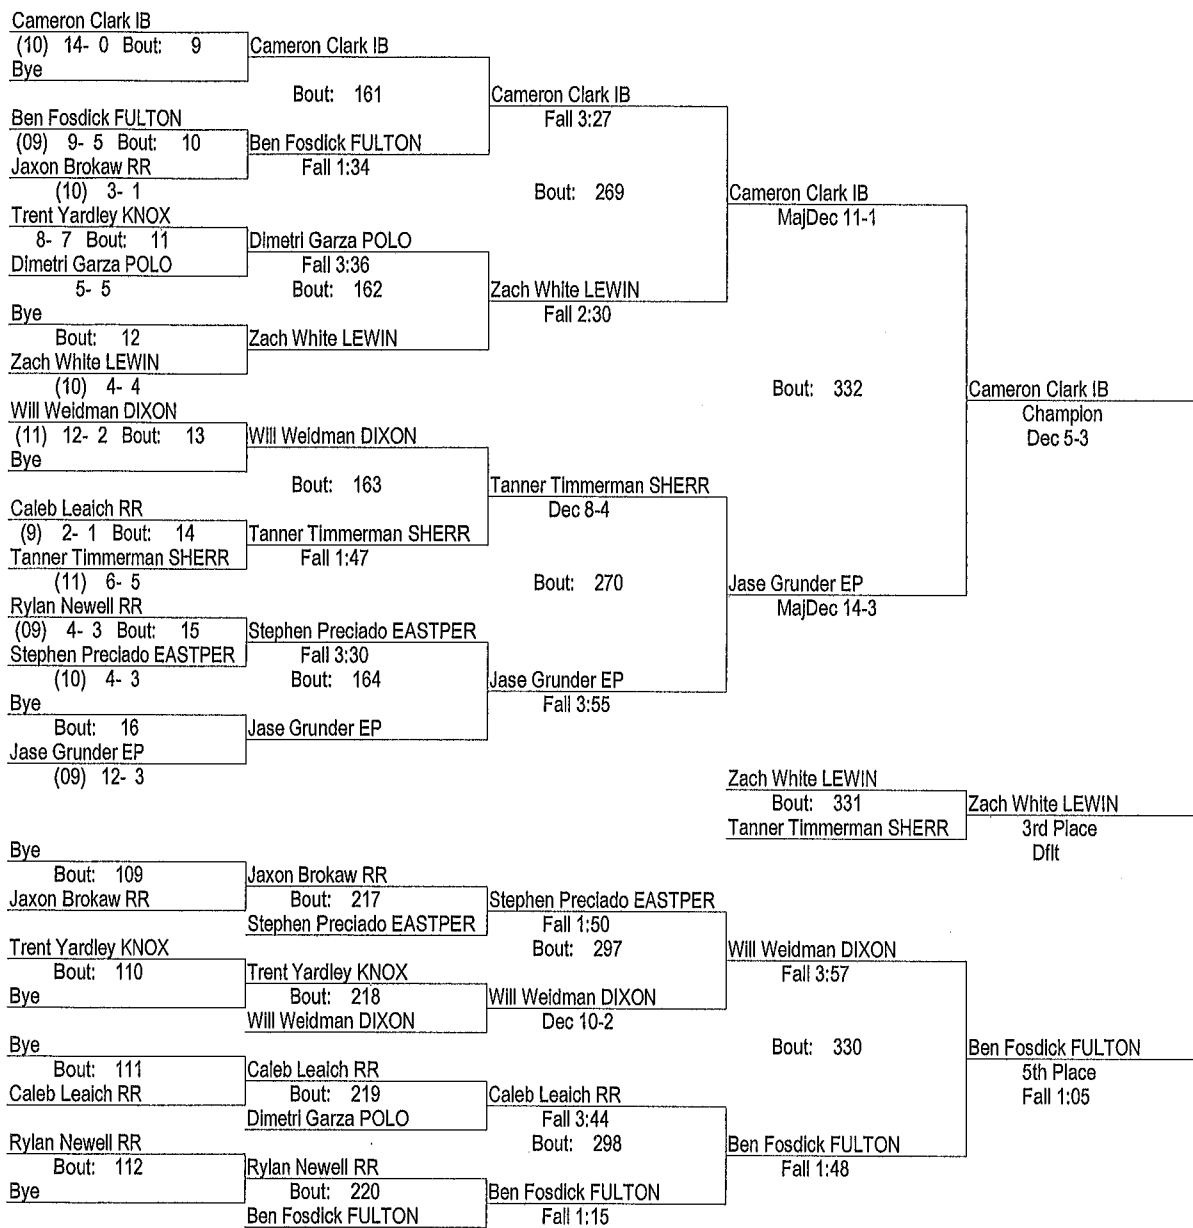 Cameron Clark IB
(10) 14- 0 Bout: 9
Bye
Cameron Clark IB
Bout: 161
Ben Fosdick FULTON
(09) 9- 5 Bout: 10
Jaxon Brokaw RR
(10) 3- 1
Ben Fosdick FULTON
Fall 1:34
Cameron Clark IB
Fall 3:27
Bout: 269
Trent Yardley KNOX
8- 7 Bout: 11
Dimetri Garza POLO
5- 5
Dimetri Garza POLO
Fall 3:36
Bout: 162
Bye
Bout: 12
Zach White LEWIN
(10) 4- 4
Zach White LEWIN
Zach White LEWIN
Fall 2:30
Cameron Clark IB
MajDec 11-1
Bout: 332
Will Weidman DIXON
(11) 12- 2 Bout: 13
Bye
Will Weidman DIXON
Bout: 163
Caleb Leaich RR
(9) 2- 1 Bout: 14
Tanner Timmerman SHERR
(11) 6- 5
Tanner Timmerman SHERR
Fall 1:47
Tanner Timmerman SHERR
Dec 8-4
Bout: 270
Rylan Newell RR
(09) 4- 3 Bout: 15
Stephen Preciado EASTPER
(10) 4- 3
Stephen Preciado EASTPER
Fall 3:30
Bout: 164
Bye
Bout: 16
Jase Grunder EP
(09) 12- 3
Jase Grunder EP
Jase Grunder EP
Fall 3:55
Jase Grunder EP
MajDec 14-3
Cameron Clark IB
Champion
Dec 5-3
Zach White LEWIN
Bout: 331
Tanner Timmerman SHERR
Zach White LEWIN
3rd Place
Dflt
Bye
Bout: 109
Jaxon Brokaw RR
Jaxon Brokaw RR
Bout: 217
Stephen Preciado EASTPER
Stephen Preciado EASTPER
Fall 1:50
Bout: 297
Trent Yardley KNOX
Bout: 110
Bye
Trent Yardley KNOX
Bout: 218
Will Weidman DIXON
Will Weidman DIXON
Dec 10-2
Will Weidman DIXON
Fall 3:57
Bout: 330
Bye
Bout: 111
Caleb Leaich RR
Caleb Leaich RR
Bout: 219
Dimetri Garza POLO
Caleb Leaich RR
Fall 3:44
Bout: 298
Rylan Newell RR
Bout: 112
Bye
Rylan Newell RR
Bout: 220
Ben Fosdick FULTON
Ben Fosdick FULTON
Fall 1:15
Ben Fosdick FULTON
Fall 1:48
Ben Fosdick FULTON
5th Place
Fall 1:05